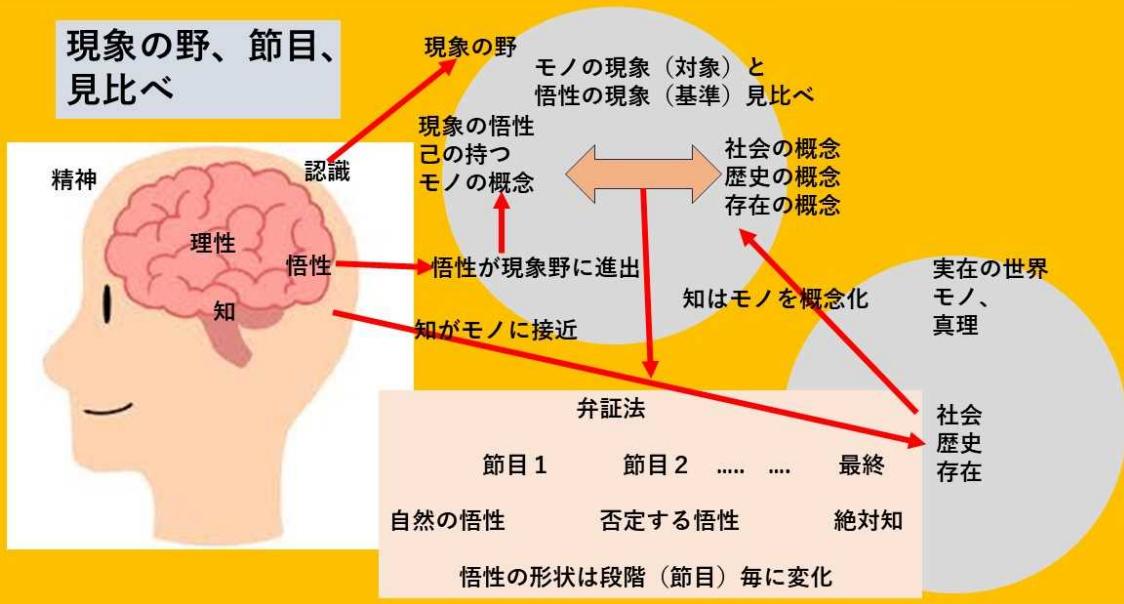 現象の野、節目、
見比べ
現象の野
モノの現象（対象）と
悟性の現象（基準）見比べ
現象の悟性
己の持つ
モノの概念
社会の概念
歴史の概念
存在の概念
精神
認識
理性
悟性
知
悟性が現象野に進出
知はモノを概念化
知がモノに接近
実在の世界
モノ、
真理
社会
歴史
存在
弁証法
節目１ 節目２ ..... .... 最終
自然の悟性 否定する悟性 絶対知
悟性の形状は段階（節目）毎に変化